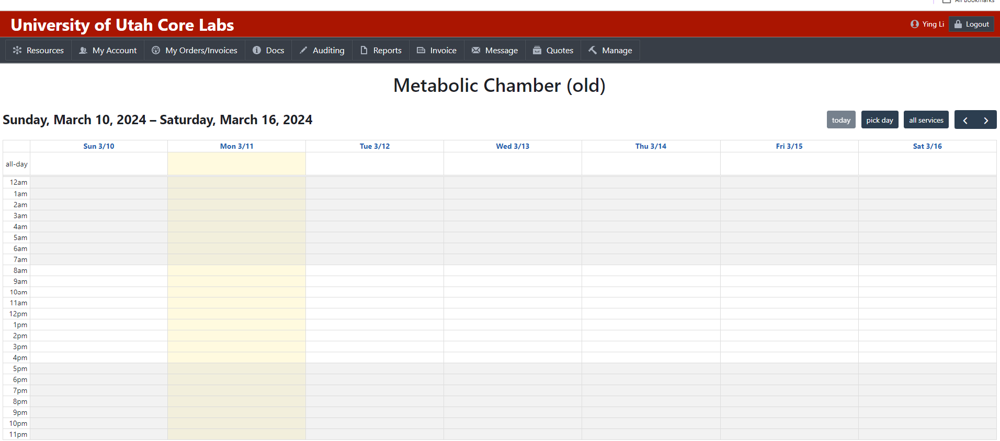 All Bookmarks
University of Utah Core Labs
Ying Li
Logout
Resources
My Account
My Orders/Invoices
Docs
Auditing
Reports
Invoice
Message
Quotes
Manage
Metabolic Chamber (old)
Sunday, March 10, 2024 – Saturday, March 16, 2024
today
pick day
all services
Sun 3/10
Mon 3/11
Tue 3/12
Wed 3/13
Thu 3/14
Fri 3/15
Sat 3/16
all-day
12am
1am
2am
3am
4am
5am
6am
7am
8am
9am
10am
11am
12pm
1pm
2pm
3pm
4pm
5pm
6pm
7pm
8pm
9pm
10pm
11pm